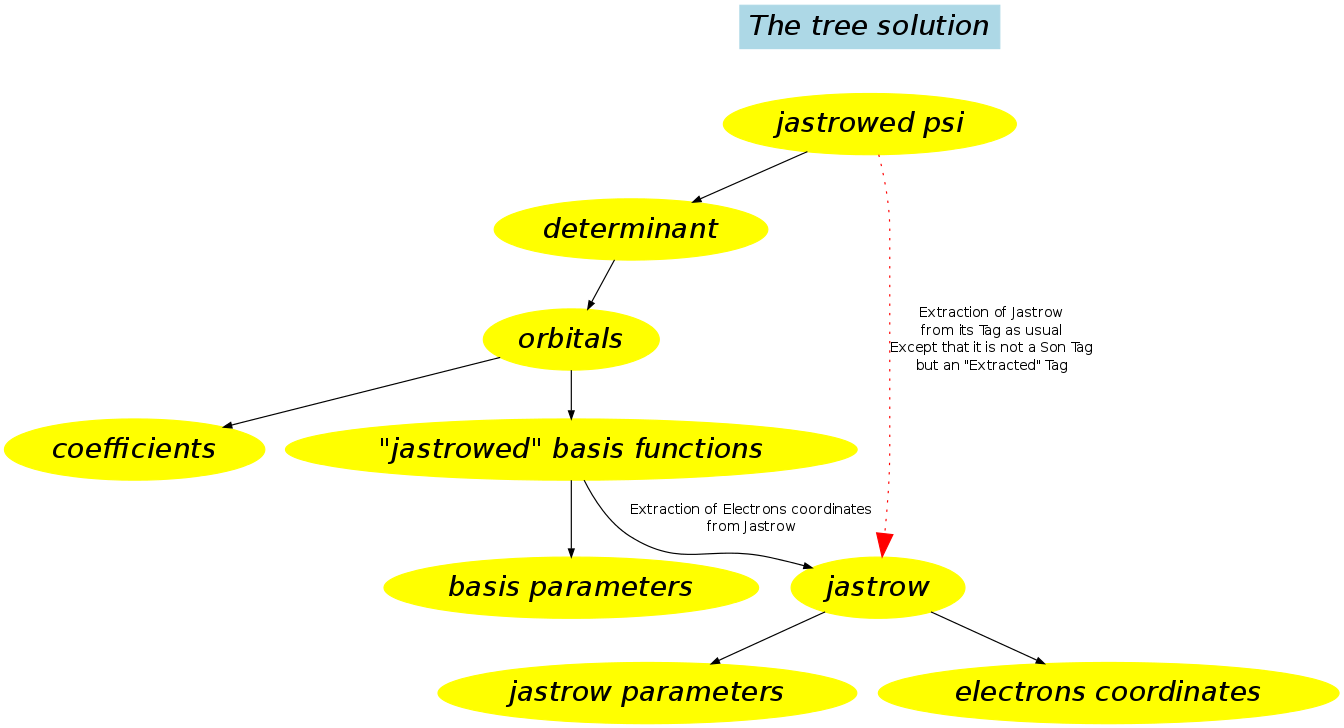 The tree solution
jastrowed psi
determinant
Extraction of Jastrow
from its Tag as usual
Except that it is not a Son Tag
but an "Extracted" Tag
orbitals
coefficients
"jastrowed" basis functions
Extraction of Electrons coordinates
from Jastrow
basis parameters
jastrow
jastrow parameters
electrons coordinates